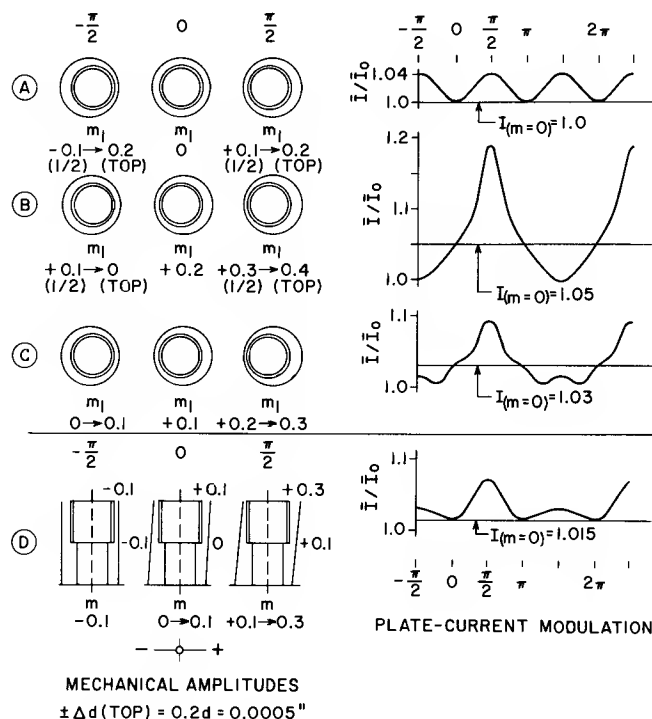 -π/2 0 π/2
A
m₁ m₁ m₁
-0.1→0.2 0 +0.1→0.2
(1/2) (TOP) (1/2) (TOP)
B
m₁ m₁ m₁
+0.1→0 +0.2 +0.3→0.4
(1/2) (TOP) (1/2) (TOP)
C
m₁ m₁ m₁
0→0.1 +0.1 +0.2→0.3
-π/2 0 π/2
-0.1 +0.1 +0.3
D
-0.1 0 +0.1
m m m
-0.1 0→0.1 +0.1→0.3
- +
MECHANICAL AMPLITUDES
±Δd(TOP) = 0.2d = 0.0005"
-π/2 0 π/2 π 2π
Ī/Ī₀
1.04
1.0
I(m=0)=1.0
Ī/Ī₀
1.2
1.1
1.0
I(m=0)=1.05
Ī/Ī₀
1.1
1.0
I(m=0)=1.03
Ī/Ī₀
1.1
1.0
I(m=0)=1.015
-π/2 0 π/2 π 2π
PLATE-CURRENT MODULATION